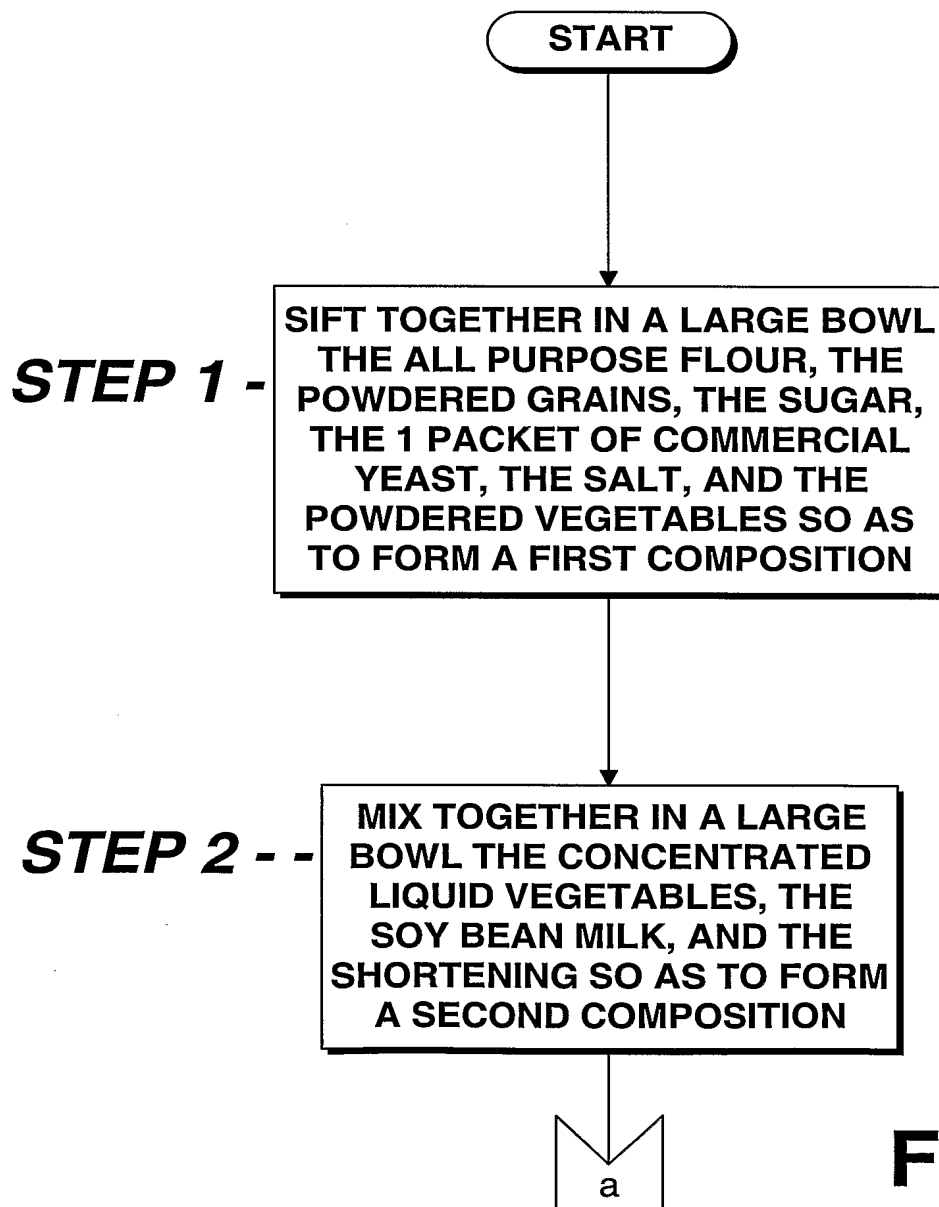 START
STEP 1 -
SIFT TOGETHER IN A LARGE BOWL
THE ALL PURPOSE FLOUR, THE
POWDERED GRAINS, THE SUGAR,
THE 1 PACKET OF COMMERCIAL
YEAST, THE SALT, AND THE
POWDERED VEGETABLES SO AS
TO FORM A FIRST COMPOSITION
STEP 2 - -
MIX TOGETHER IN A LARGE
BOWL THE CONCENTRATED
LIQUID VEGETABLES, THE
SOY BEAN MILK, AND THE
SHORTENING SO AS TO FORM
A SECOND COMPOSITION
a
F